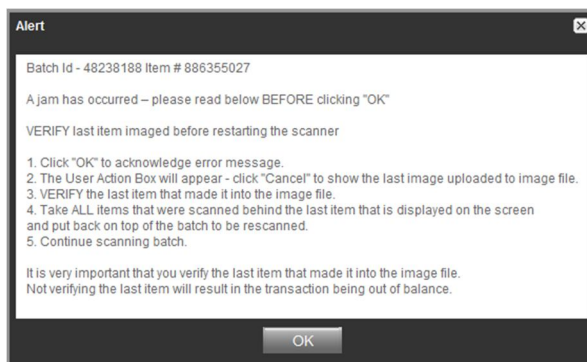 Alert
Batch Id - 48238188 Item # 886355027
A jam has occurred – please read below BEFORE clicking "OK"
VERIFY last item imaged before restarting the scanner
1. Click "OK" to acknowledge error message.
2. The User Action Box will appear - click "Cancel" to show the last image uploaded to image file.
3. VERIFY the last item that made it into the image file.
4. Take ALL items that were scanned behind the last item that is displayed on the screen
and put back on top of the batch to be rescanned.
5. Continue scanning batch.
It is very important that you verify the last item that made it into the image file.
Not verifying the last item will result in the transaction being out of balance.
OK